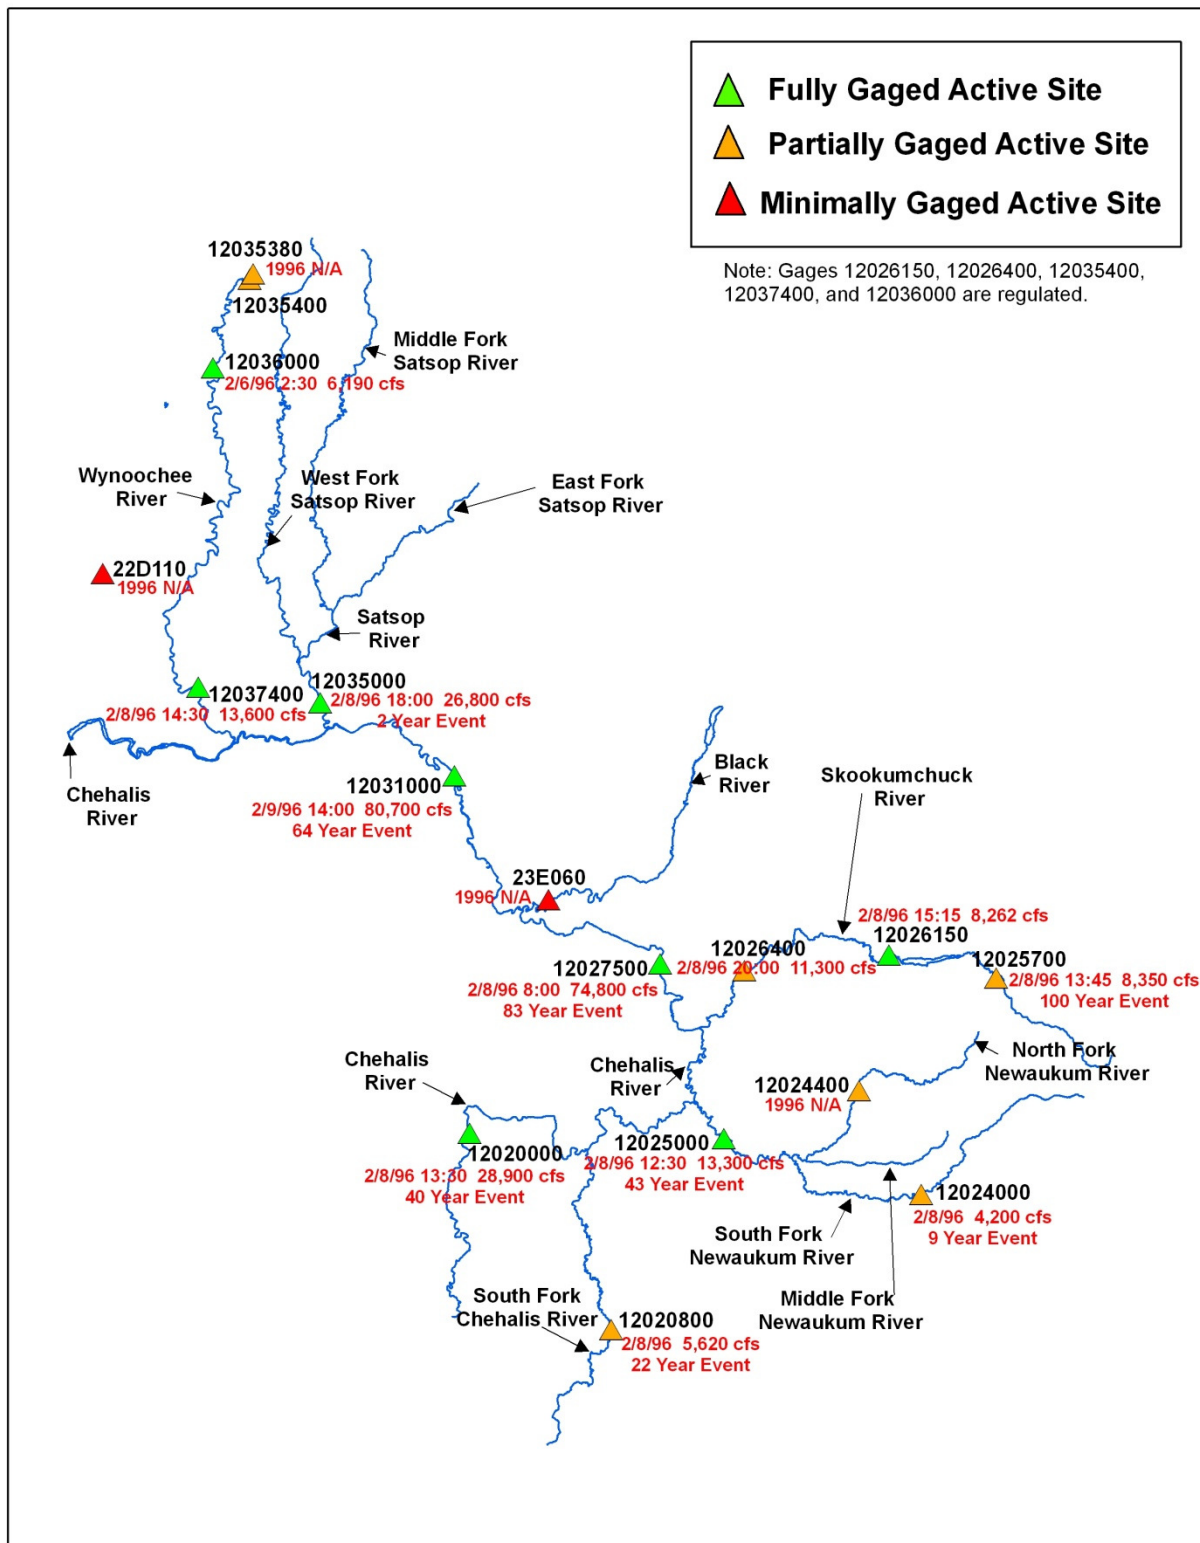 Fully Gaged Active Site
Partially Gaged Active Site
Minimally Gaged Active Site
Note: Gages 12026150, 12026400, 12035400,
12037400, and 12036000 are regulated.
12035380
1996 N/A
12035400
12036000
2/6/96 2:30 6,190 cfs
Middle Fork
Satsop River
Wynoochee
River
West Fork
Satsop River
East Fork
Satsop River
22D110
1996 N/A
Satsop
River
12037400
2/8/96 14:30 13,600 cfs
12035000
2/8/96 18:00 26,800 cfs
2 Year Event
Chehalis
River
12031000
2/9/96 14:00 80,700 cfs
64 Year Event
Black
River
Skookumchuck
River
23E060
1996 N/A
2/8/96 15:15 8,262 cfs
12026150
12026400
2/8/96 20:00 11,300 cfs
12025700
2/8/96 13:45 8,350 cfs
100 Year Event
12027500
2/8/96 8:00 74,800 cfs
83 Year Event
Chehalis
River
Chehalis
River
North Fork
Newaukum River
12024400
1996 N/A
12020000
2/8/96 13:30 28,900 cfs
40 Year Event
12025000
2/8/96 12:30 13,300 cfs
43 Year Event
12024000
2/8/96 4,200 cfs
9 Year Event
South Fork
Newaukum River
Middle Fork
Newaukum River
South Fork
Chehalis River
12020800
2/8/96 5,620 cfs
22 Year Event